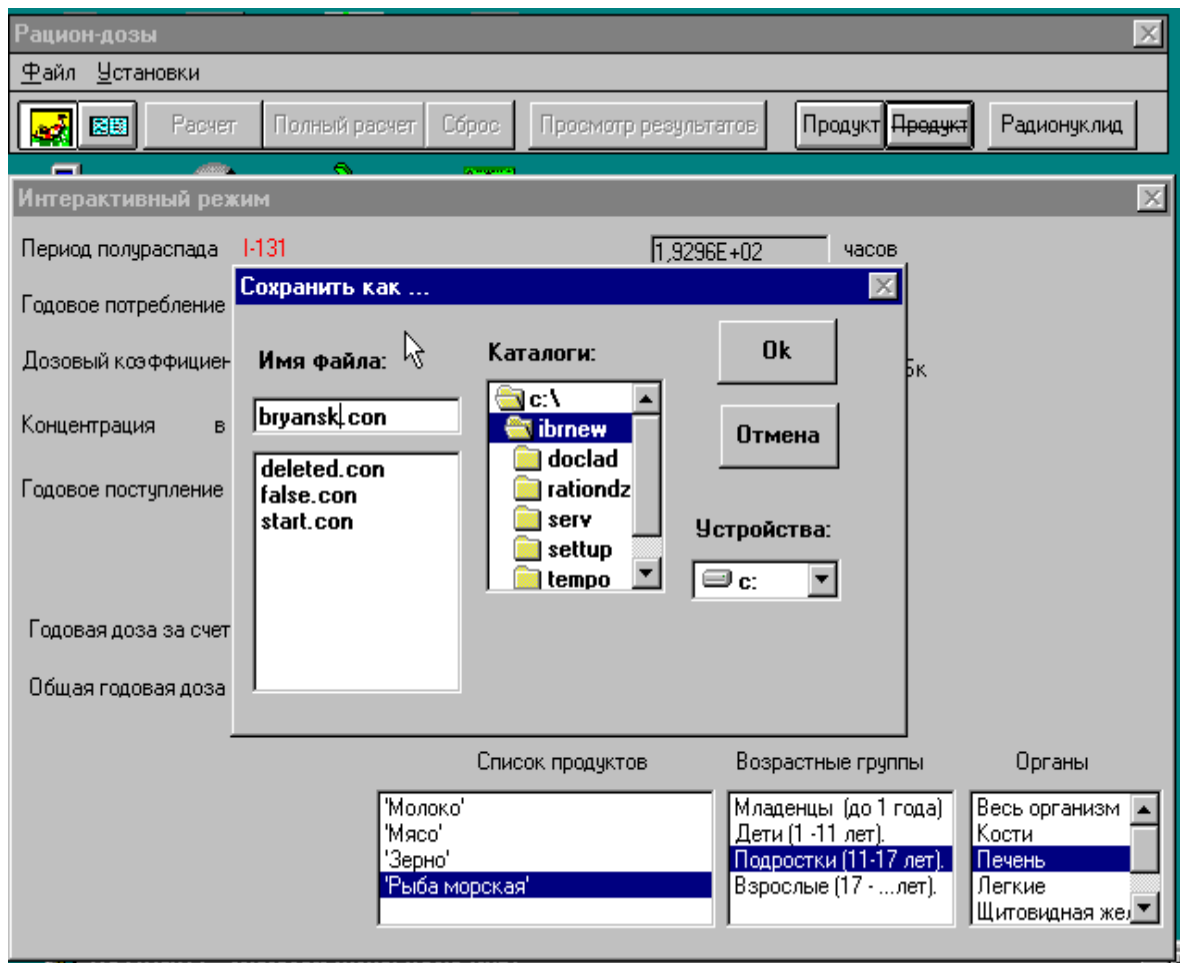 Рацион-дозы
Файл Установки
Расчет Полный расчет Сброс Просмотр результатов Продукт Продукт Радионуклид
Интерактивный режим
Период полураспада I-131 1,9296E+02 часов
Сохранить как ...
Годовое потребление
Имя файла: Каталоги: Ok
Дозовый коэффициен
bryansk.con c:\
Концентрация в ibrnew Отмена
deleted.con doclad
false.con rationdz
Годовое поступление
start.con serv Устройства:
settup
tempo c:
Годовая доза за счет
Общая годовая доза
Список продуктов Возрастные группы Органы
'Молоко' Младенцы (до 1 года) Весь организм
'Мясо' Дети (1 -11 лет). Кости
'Зерно' Подростки (11-17 лет). Печень
'Рыба морская' Взрослые (17 - ...лет). Легкие
Щитовидная же